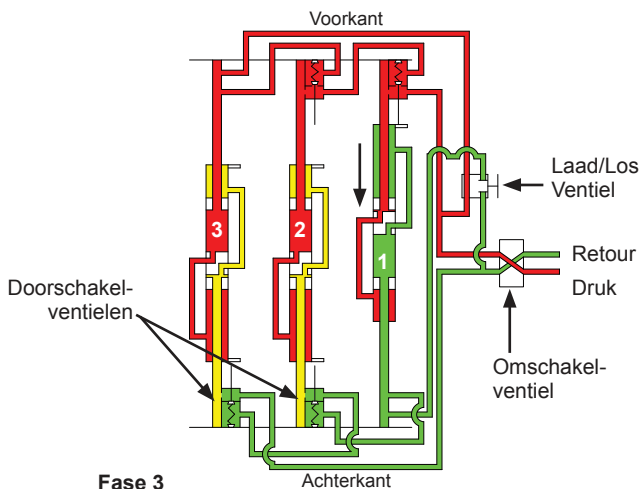 Voorkant
Laad/Los
Ventiel
3
2
1
Retour
Druk
Doorschakel-
ventielen
Omschakel-
ventiel
Fase 3
Achterkant